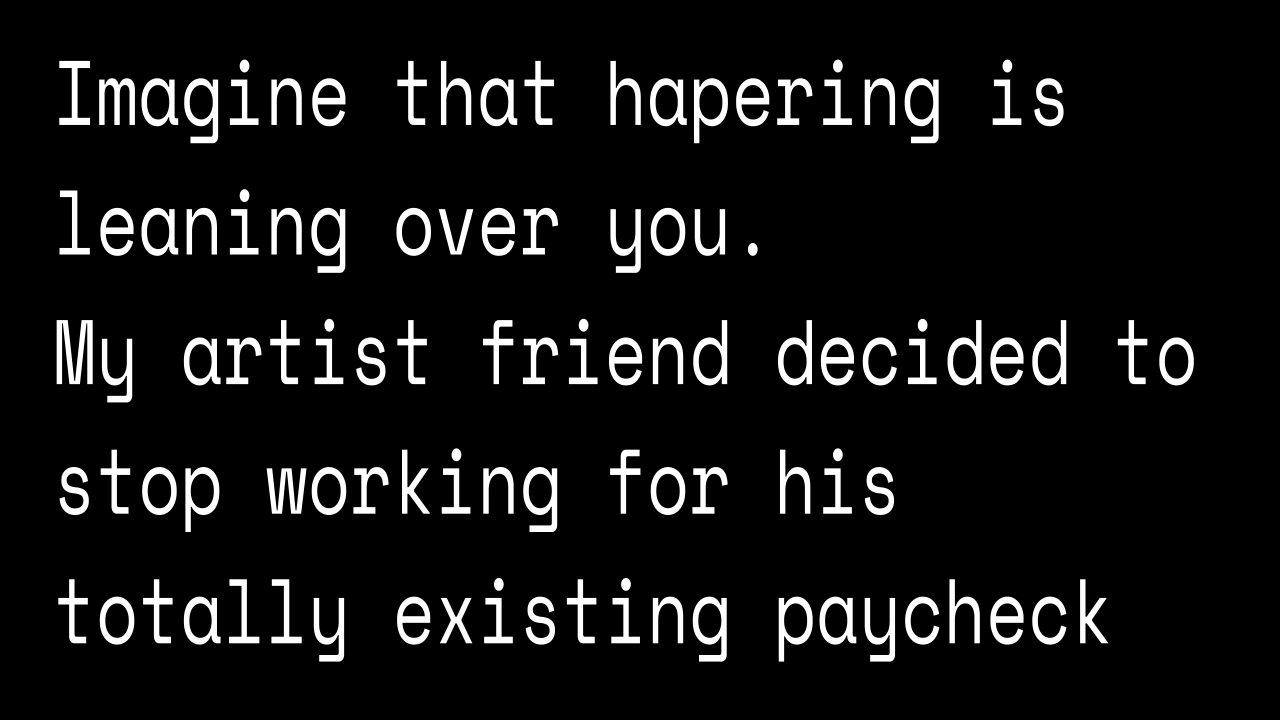 Imagine that hapering is
leaning over you.
My artist friend decided to
stop working for his
totally existing paycheck